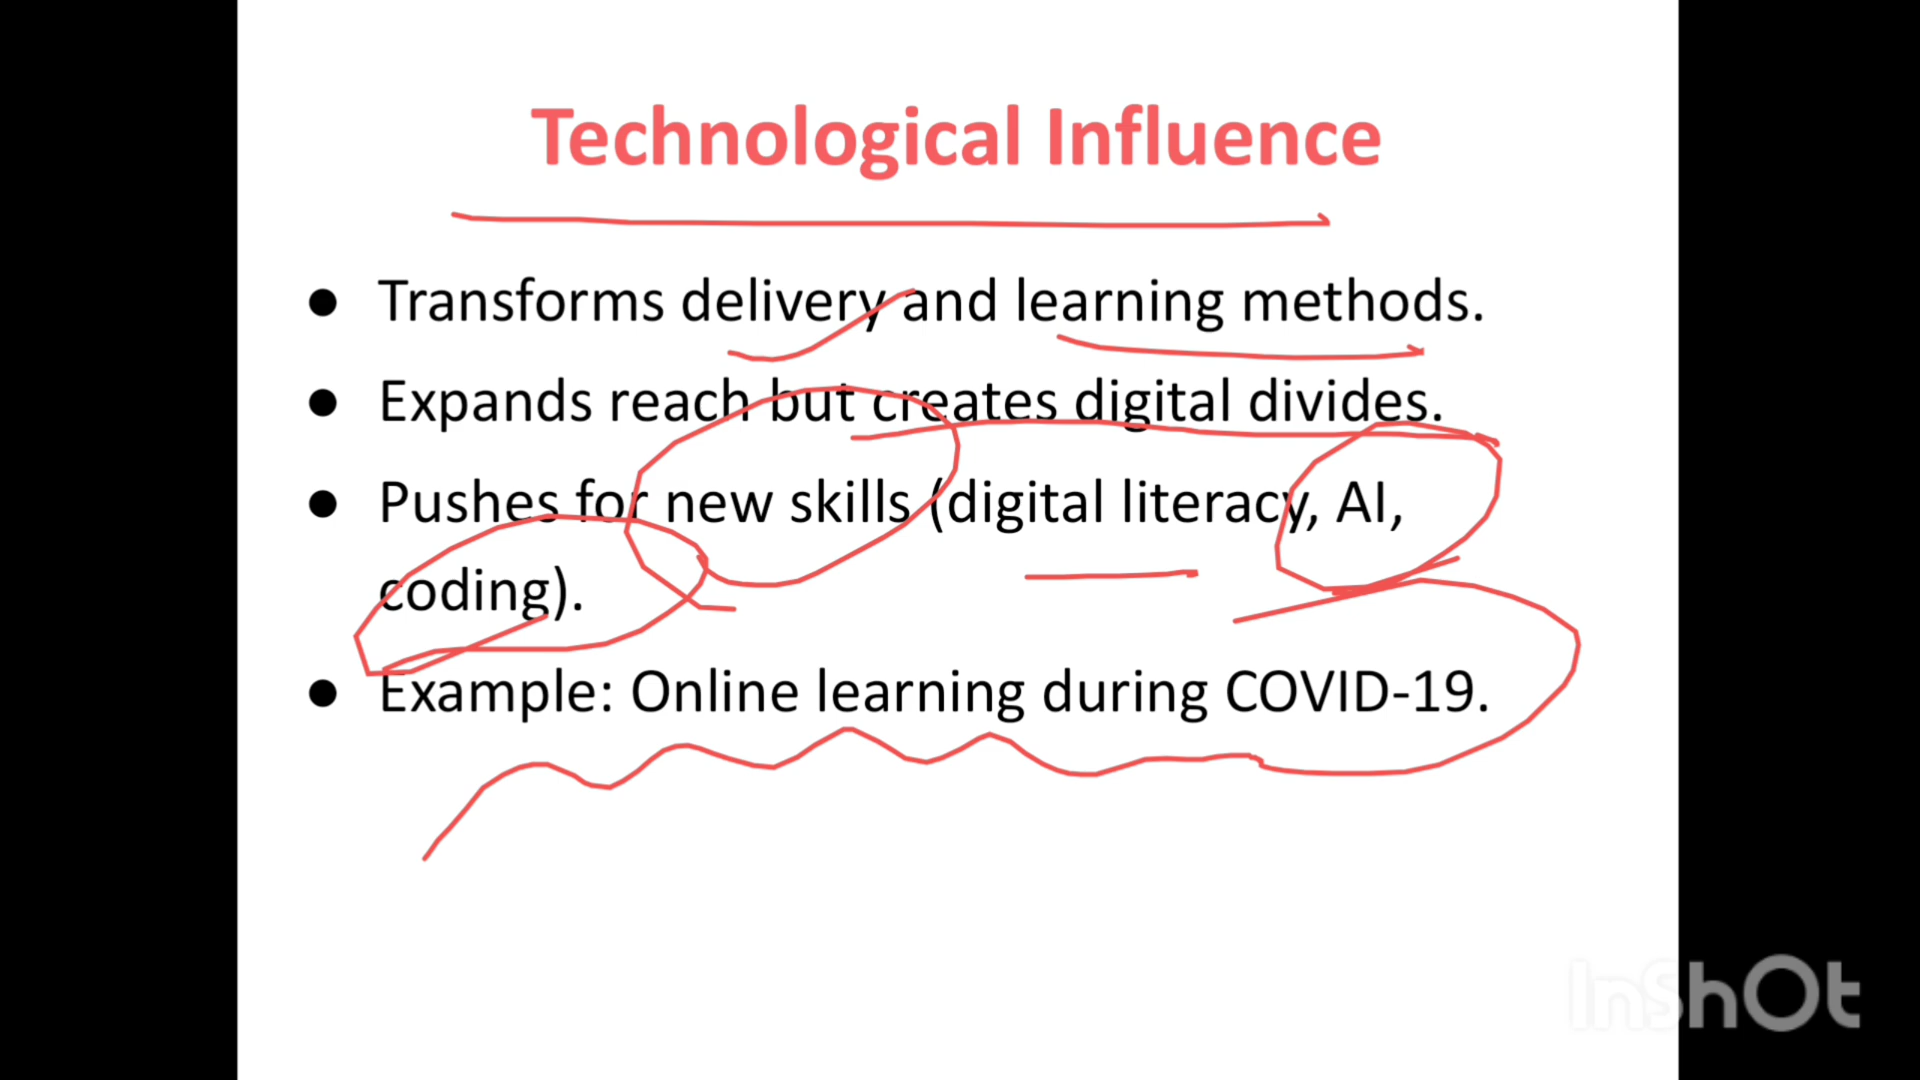 Technological Influence
● Transforms delivery and learning methods.
● Expands reach but creates digital divides.
● Pushes for new skills (digital literacy, AI,
coding).
● Example: Online learning during COVID-19.
InShOt